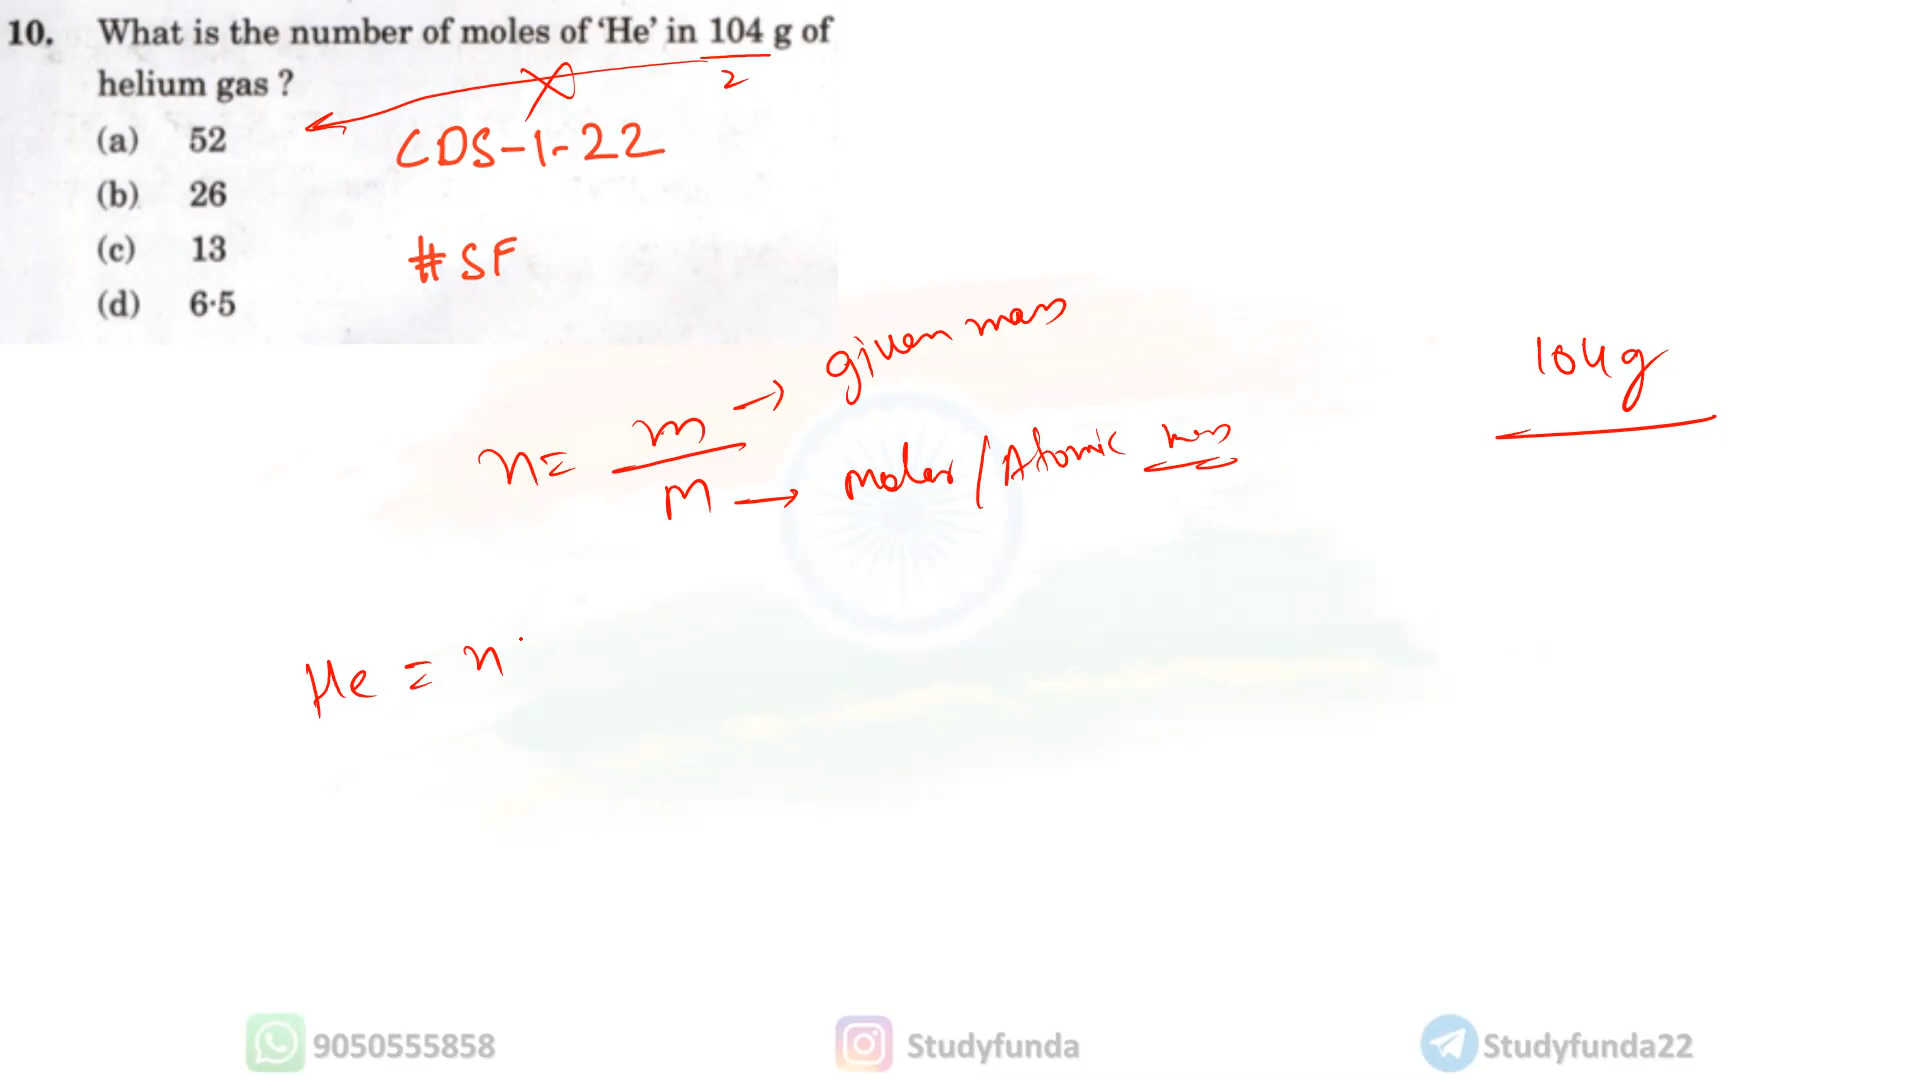 10. What is the number of moles of ‘He’ in 104 g of
helium gas ?
2
(a) 52
CDS-1-22
(b) 26
(c) 13
# SF
(d) 6·5
n = m → given mass
M → molar / Atomic mass
104 g
He = n
9050555858
Studyfunda
Studyfunda22